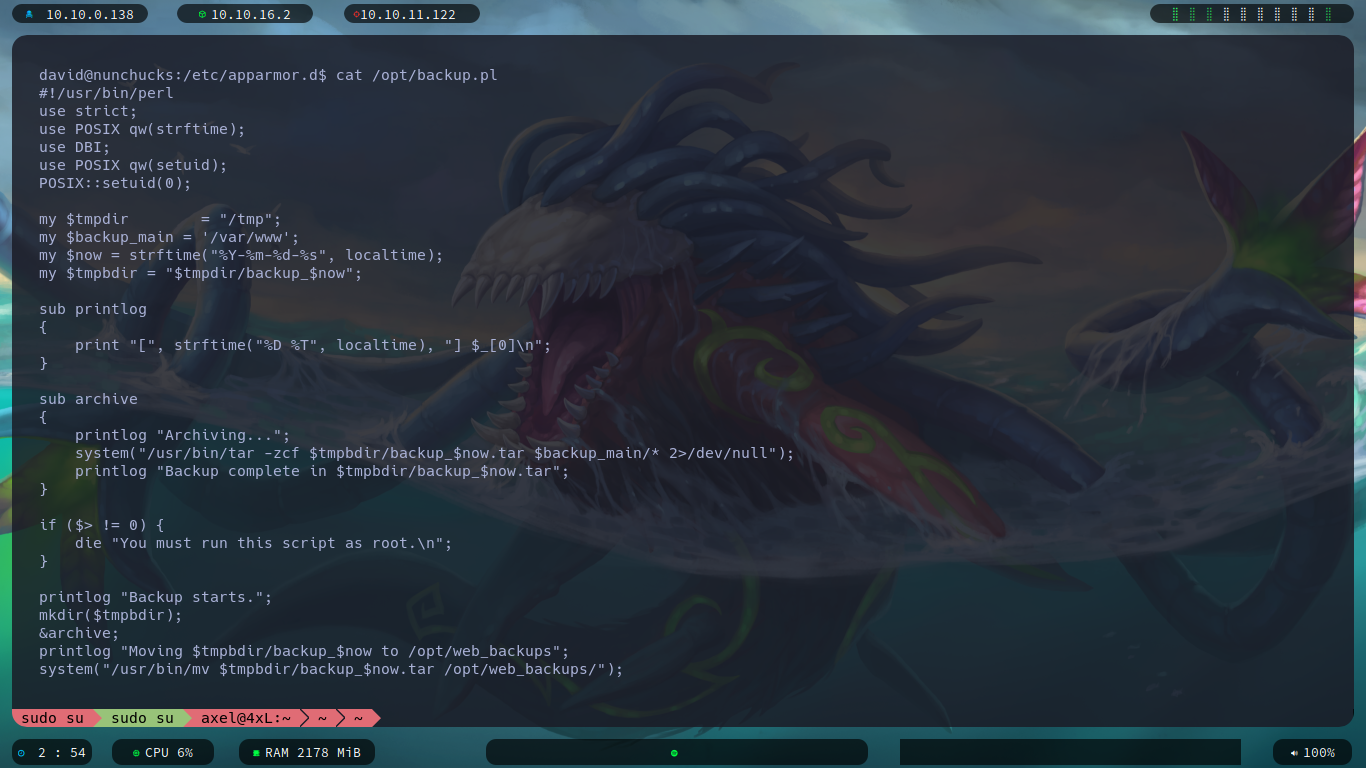 10.10.0.138 10.10.16.2 10.10.11.122
david@nunchucks:/etc/apparmor.d$ cat /opt/backup.pl
#!/usr/bin/perl
use strict;
use POSIX qw(strftime);
use DBI;
use POSIX qw(setuid);
POSIX::setuid(0);

my $tmpdir        = "/tmp";
my $backup_main = '/var/www';
my $now = strftime("%Y-%m-%d-%s", localtime);
my $tmpbdir = "$tmpdir/backup_$now";

sub printlog
{
    print "[", strftime("%D %T", localtime), "] $_[0]\n";
}

sub archive
{
    printlog "Archiving...";
    system("/usr/bin/tar -zcf $tmpbdir/backup_$now.tar $backup_main/* 2>/dev/null");
    printlog "Backup complete in $tmpbdir/backup_$now.tar";
}

if ($> != 0) {
    die "You must run this script as root.\n";
}

printlog "Backup starts.";
mkdir($tmpbdir);
&archive;
printlog "Moving $tmpbdir/backup_$now to /opt/web_backups";
system("/usr/bin/mv $tmpbdir/backup_$now.tar /opt/web_backups/");
sudo su sudo su axel@4xL:~ ~ ~
2 : 54 CPU 6% RAM 2178 MiB 100%